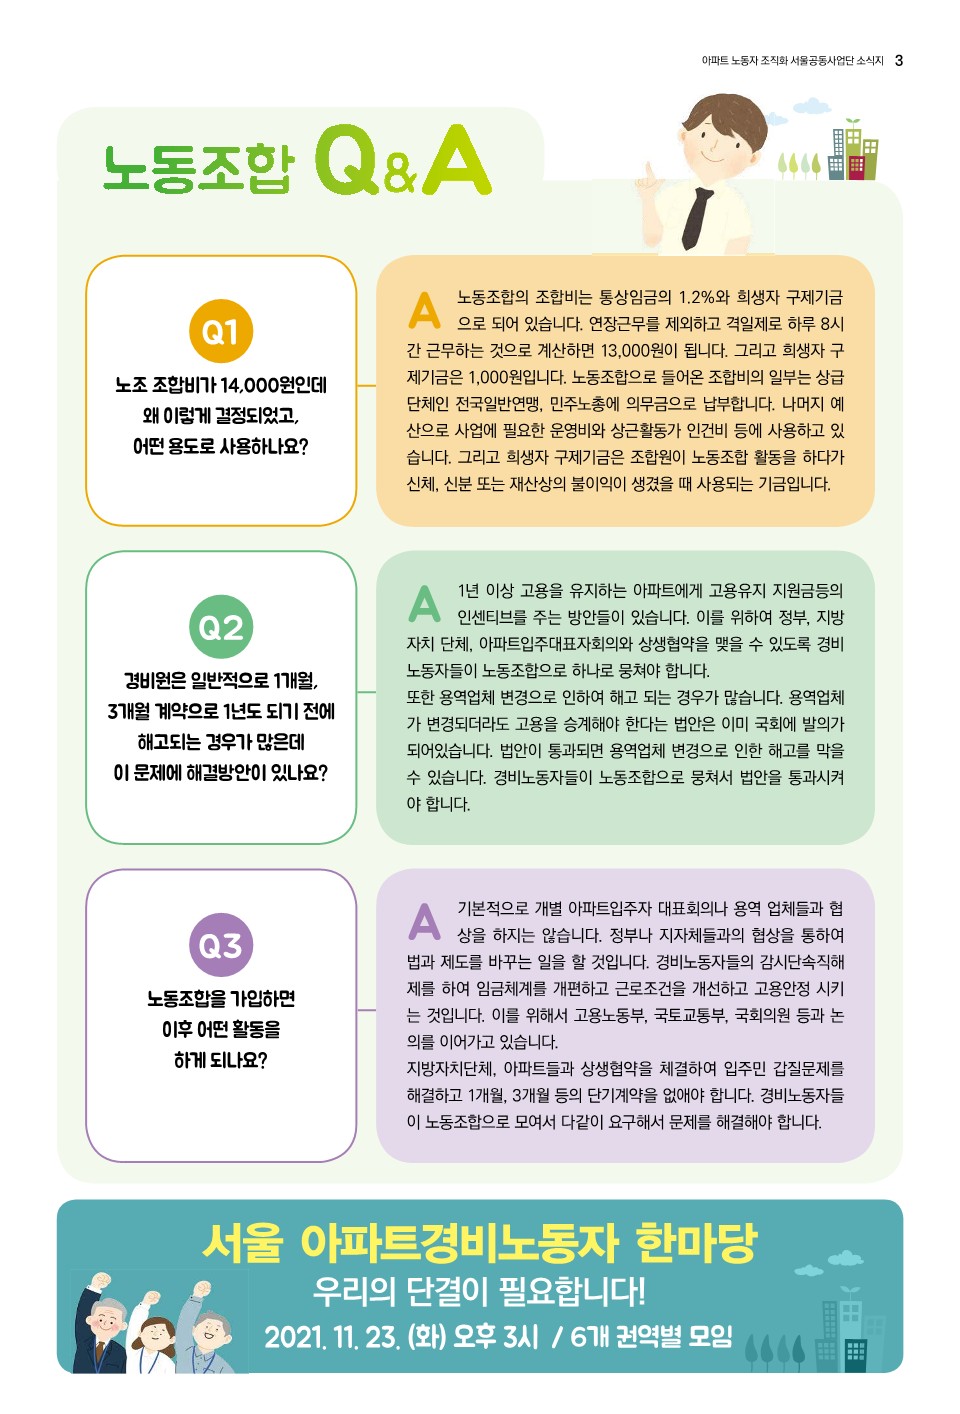 아파트 노동자 조직화 서울공동사업단 소식지 3
노동조합 Q&A
Q1
노조 조합비가 14,000원인데
왜 이렇게 결정되었고,
어떤 용도로 사용하나요?
A 노동조합의 조합비는 통상임금의 1.2%와 희생자 구제기금
으로 되어 있습니다. 연장근무를 제외하고 격일제로 하루 8시
간 근무하는 것으로 계산하면 13,000원이 됩니다. 그리고 희생자 구
제기금은 1,000원입니다. 노동조합으로 들어온 조합비의 일부는 상급
단체인 전국일반연맹, 민주노총에 의무금으로 납부합니다. 나머지 예
산으로 사업에 필요한 운영비와 상근활동가 인건비 등에 사용하고 있
습니다. 그리고 희생자 구제기금은 조합원이 노동조합 활동을 하다가
신체, 신분 또는 재산상의 불이익이 생겼을 때 사용되는 기금입니다.
Q2
경비원은 일반적으로 1개월,
3개월 계약으로 1년도 되기 전에
해고되는 경우가 많은데
이 문제에 해결방안이 있나요?
A 1년 이상 고용을 유지하는 아파트에게 고용유지 지원금등의
인센티브를 주는 방안들이 있습니다. 이를 위하여 정부, 지방
자치 단체, 아파트입주대표자회의와 상생협약을 맺을 수 있도록 경비
노동자들이 노동조합으로 하나로 뭉쳐야 합니다.
또한 용역업체 변경으로 인하여 해고 되는 경우가 많습니다. 용역업체
가 변경되더라도 고용을 승계해야 한다는 법안은 이미 국회에 발의가
되어있습니다. 법안이 통과되면 용역업체 변경으로 인한 해고를 막을
수 있습니다. 경비노동자들이 노동조합으로 뭉쳐서 법안을 통과시켜
야 합니다.
Q3
노동조합을 가입하면
이후 어떤 활동을
하게 되나요?
A 기본적으로 개별 아파트입주자 대표회의나 용역 업체들과 협
상을 하지는 않습니다. 정부나 지자체들과의 협상을 통하여
법과 제도를 바꾸는 일을 할 것입니다. 경비노동자들의 감시단속직해
제를 하여 임금체계를 개편하고 근로조건을 개선하고 고용안정 시키
는 것입니다. 이를 위해서 고용노동부, 국토교통부, 국회의원 등과 논
의를 이어가고 있습니다.
지방자치단체, 아파트들과 상생협약을 체결하여 입주민 갑질문제를
해결하고 1개월, 3개월 등의 단기계약을 없애야 합니다. 경비노동자들
이 노동조합으로 모여서 다같이 요구해서 문제를 해결해야 합니다.
서울 아파트경비노동자 한마당
우리의 단결이 필요합니다!
2021. 11. 23. (화) 오후 3시 / 6개 권역별 모임